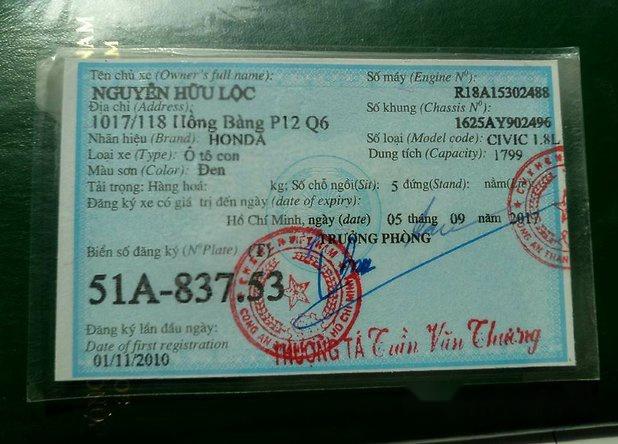 Tên chủ xe (Owner's full name):
NGUYỄN HỮU LỘC
Địa chỉ (Address):
1017/118 Hồng Bàng P12 Q6
Nhãn hiệu (Brand): HONDA
Loại xe (Type): Ô tô con
Màu sơn (Color): Đen
Số máy (Engine Nº):
R18A15302488
Số khung (Chassis Nº):
1625AY902496
Số loại (Model code): CIVIC 1.8L
Dung tích (Capacity): 1799
Tải trọng: Hàng hoá: kg; Số chỗ ngồi(Sit): 5 đứng(Stand): nằm(Lie)
Đăng ký xe có giá trị đến ngày (date of expiry):
Hồ Chí Minh, ngày (date) 05 tháng 09 năm 2017
TRƯỞNG PHÒNG
Biển số đăng ký (NºPlate) (T)
51A-837.53
Đăng ký lần đầu ngày:
Date of first registration
01/11/2010
THƯỢNG TÁ Trần Văn Thương